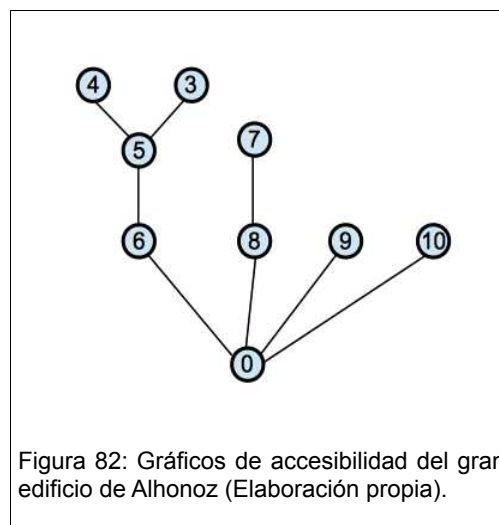 4 3
7
5
6 8 9 10
0
Figura 82: Gráficos de accesibilidad del gran
edificio de Alhonoz (Elaboración propia).